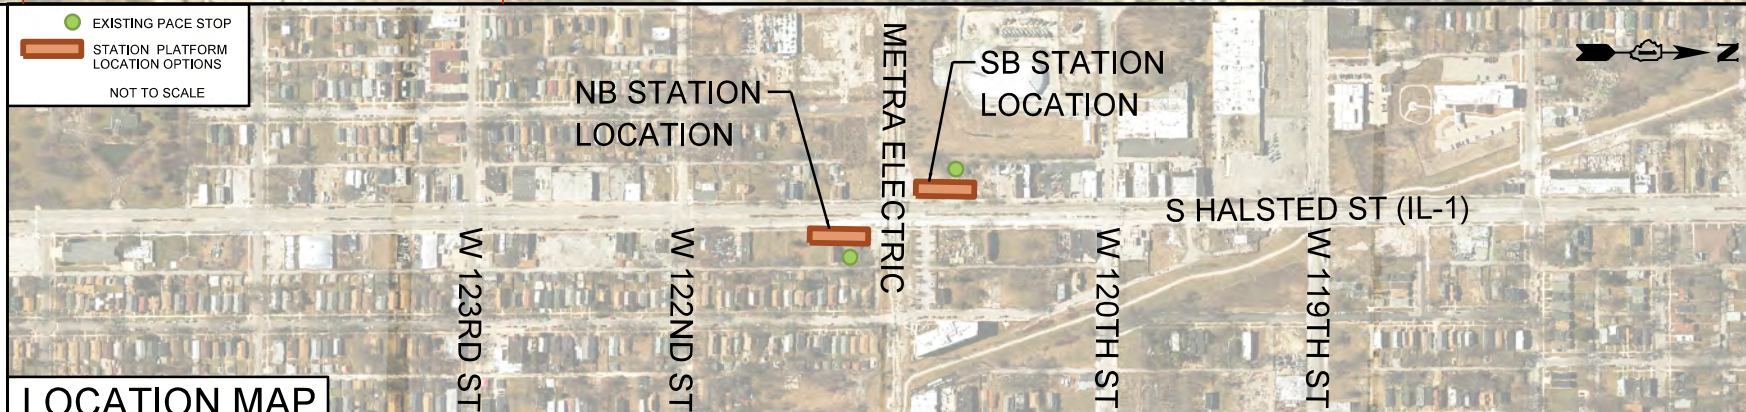 EXISTING PACE STOP
STATION PLATFORM
LOCATION OPTIONS
NOT TO SCALE
NB STATION
LOCATION
METRA ELECTRIC
SB STATION
LOCATION
N
S HALSTED ST (IL-1)
W 123RD ST
W 122ND ST
W 120TH ST
W 119TH ST
LOCATION MAP